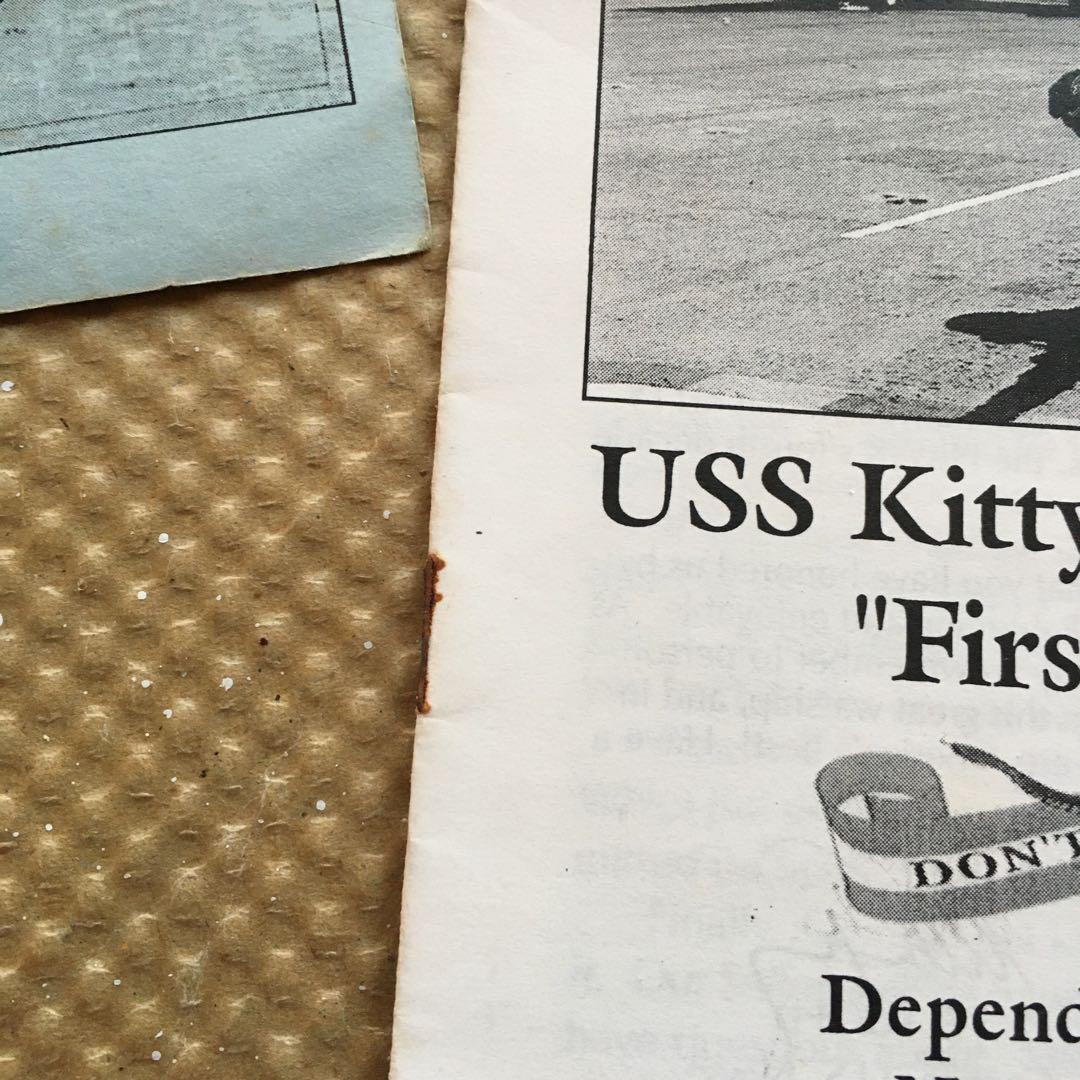 USS Kitty
"Firs
DON'T
Depend